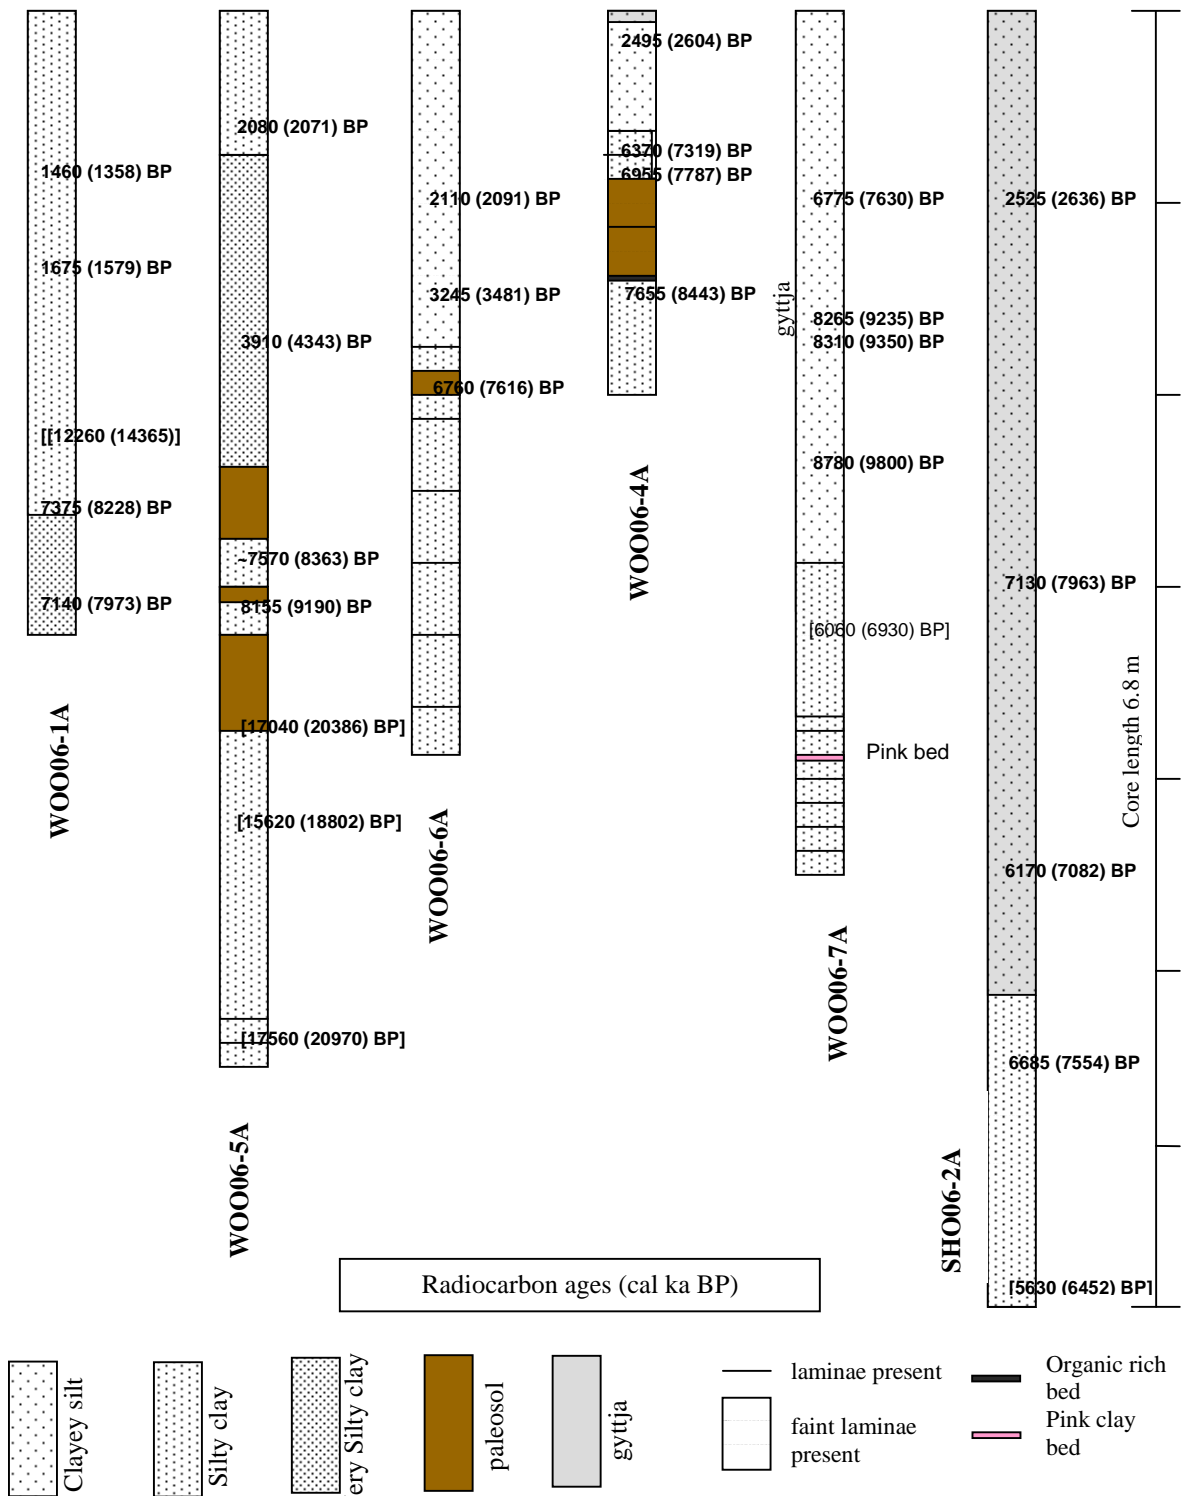 1460 (1358) BP
1675 (1579) BP
[[12260 (14365)]
7375 (8228) BP
7140 (7973) BP
WOO06-1A
2080 (2071) BP
3910 (4343) BP
~7570 (8363) BP
8155 (9190) BP
[17040 (20386) BP]
[15620 (18802) BP]
[17560 (20970) BP]
WOO06-5A
2110 (2091) BP
3245 (3481) BP
6760 (7616) BP
WOO06-6A
2495 (2604) BP
6370 (7319) BP
6955 (7787) BP
7655 (8443) BP
WOO06-4A
gyttja
6775 (7630) BP
8265 (9235) BP
8310 (9350) BP
8780 (9800) BP
[6060 (6930) BP]
Pink bed
WOO06-7A
2525 (2636) BP
7130 (7963) BP
6170 (7082) BP
6685 (7554) BP
[5630 (6452) BP]
SHO06-2A
Core length 6.8 m
Radiocarbon ages (cal ka BP)
Clayey silt
Silty clay
ery Silty clay
paleosol
gyttja
laminae present
faint laminae
present
Organic rich
bed
Pink clay
bed